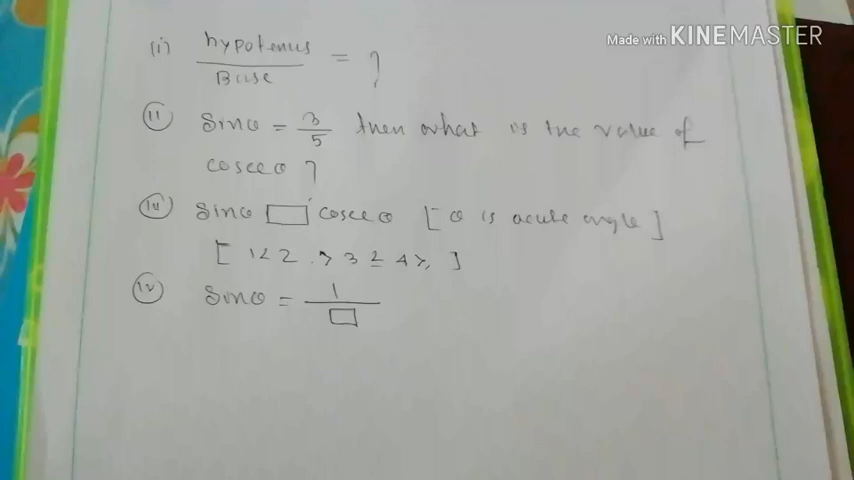 Made with KINEMASTER
(i) hypotenus / Base = ?
(ii) Sinθ = 3/5 then what is the value of
cosecθ ?
(iii) Sinθ □ cosecθ [ θ is acute angle ]
[ 1< 2 .> 3 ≤ 4 ≥, ]
(iv) Sinθ = 1/□